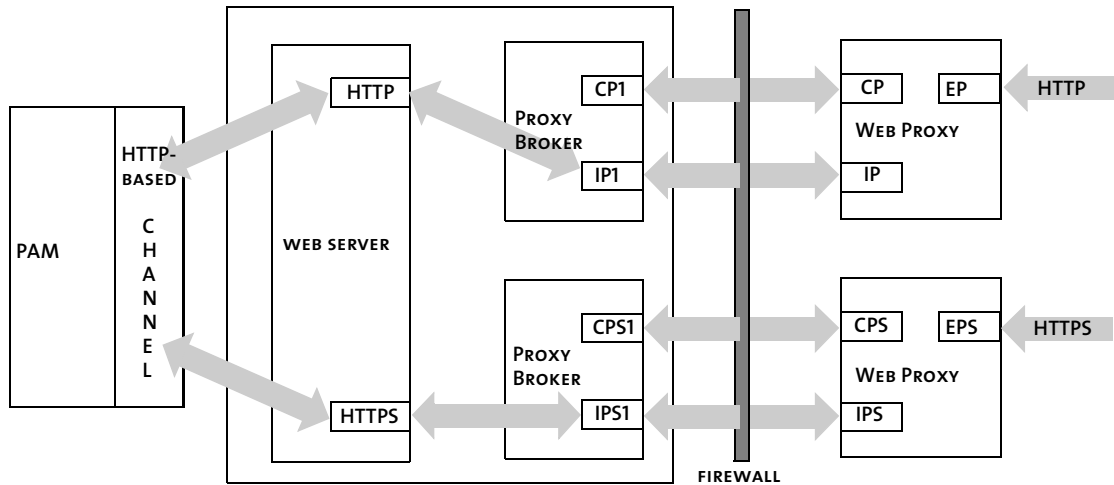 PAM
HTTP-
BASED
C
H
A
N
N
E
L
WEB SERVER
HTTP
HTTPS
PROXY
BROKER
CP1
IP1
PROXY
BROKER
CPS1
IPS1
FIREWALL
CP
EP
WEB PROXY
IP
HTTP
CPS
EPS
WEB PROXY
IPS
HTTPS